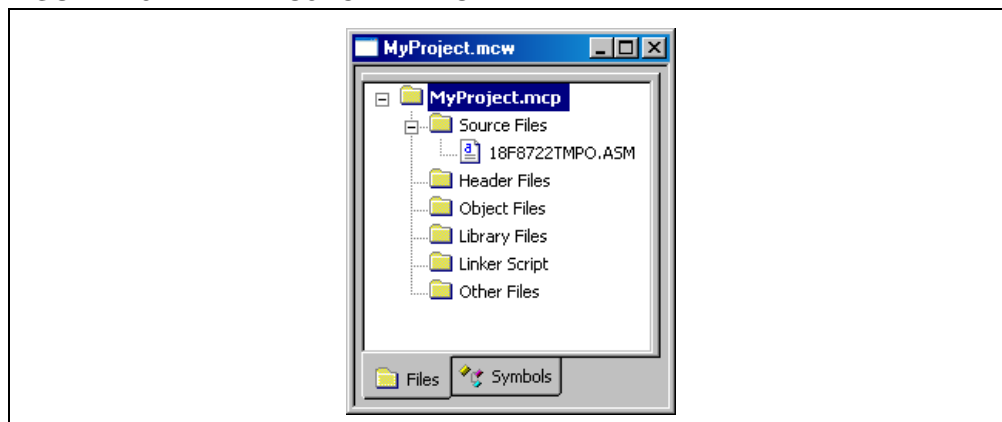 MyProject.mcw
MyProject.mcp
Source Files
18F8722TMPO.ASM
Header Files
Object Files
Library Files
Linker Script
Other Files
Files
Symbols